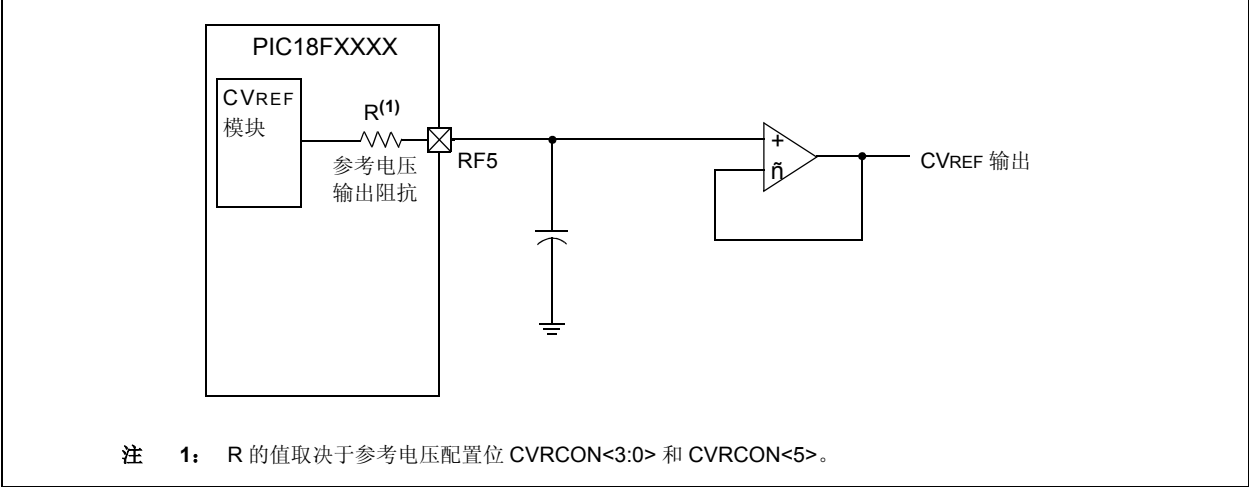 PIC18FXXXX
CVREF
模块
R(1)
参考电压
输出阻抗
RF5
+
ñ
CVREF 输出
注 1: R 的值取决于参考电压配置位 CVRCON<3:0> 和 CVRCON<5>。